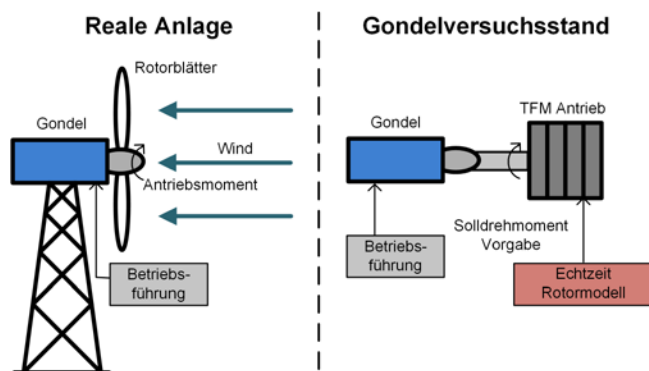 Reale Anlage
Rotorblätter
Gondel
Wind
Antriebsmoment
Betriebs-
führung
Gondelversuchsstand
TFM Antrieb
Gondel
Solldrehmoment
Vorgabe
Betriebs-
führung
Echtzeit
Rotormodell